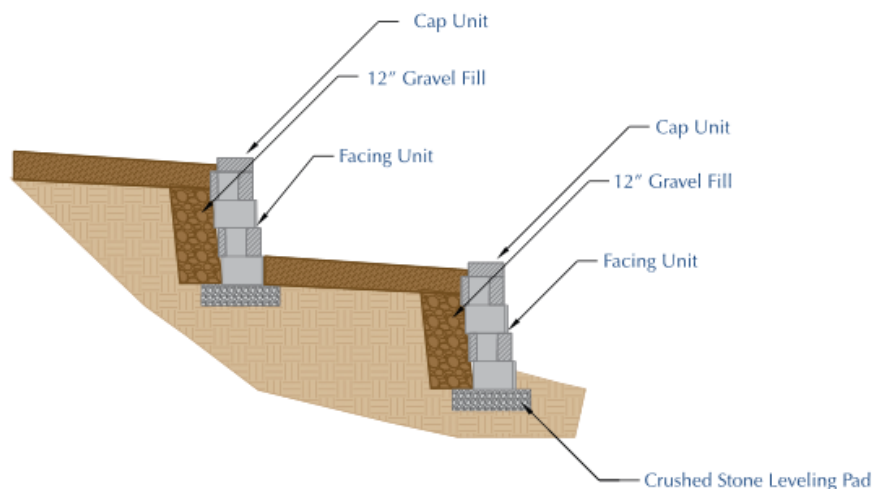 Cap Unit
12” Gravel Fill
Cap Unit
Facing Unit
12” Gravel Fill
Facing Unit
Crushed Stone Leveling Pad